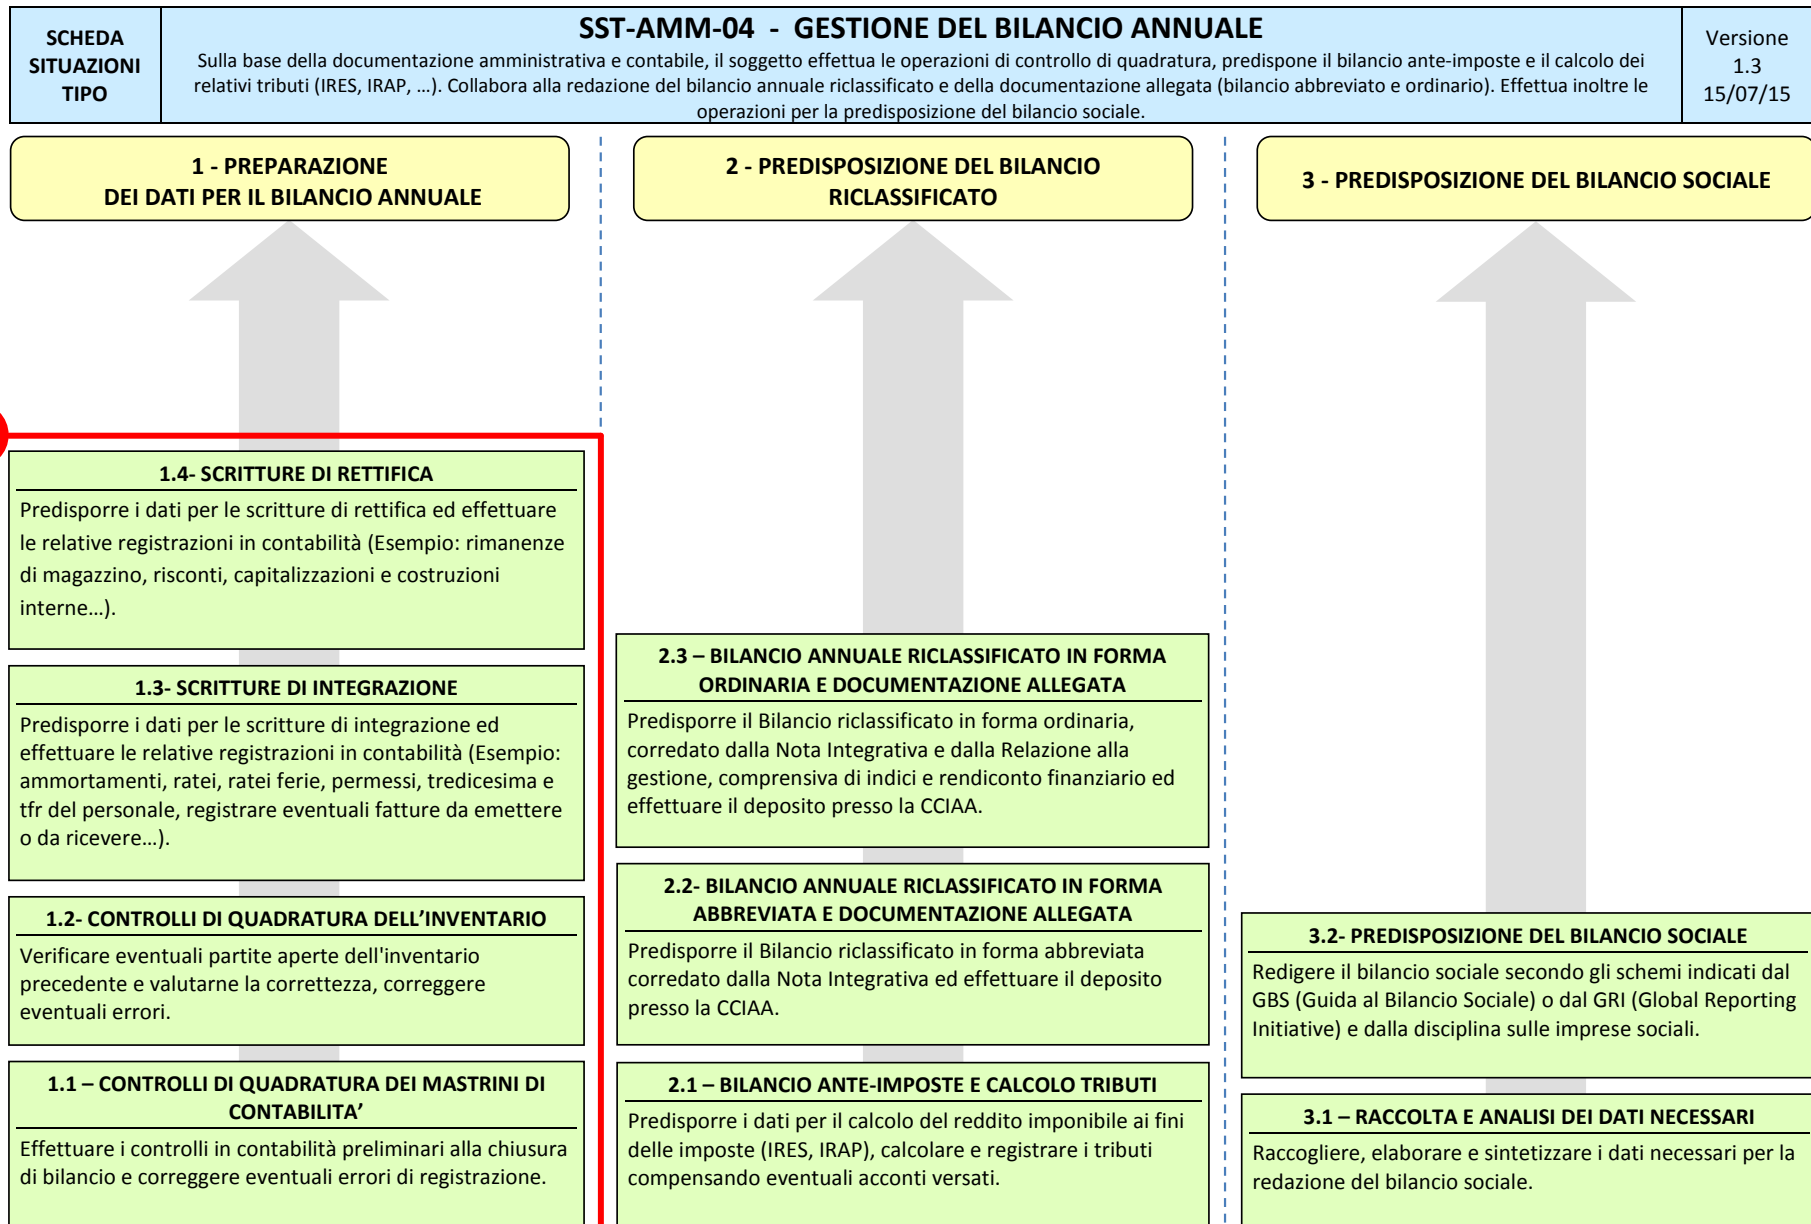 SCHEDA
SITUAZIONI
TIPO
SST-AMM-04 - GESTIONE DEL BILANCIO ANNUALE
Sulla base della documentazione amministrativa e contabile, il soggetto effettua le operazioni di controllo di quadratura, predispone il bilancio ante-imposte e il calcolo dei
relativi tributi (IRES, IRAP, ...). Collabora alla redazione del bilancio annuale riclassificato e della documentazione allegata (bilancio abbreviato e ordinario). Effettua inoltre le
operazioni per la predisposizione del bilancio sociale.
Versione
1.3
15/07/15
1 - PREPARAZIONE
DEI DATI PER IL BILANCIO ANNUALE
2 - PREDISPOSIZIONE DEL BILANCIO
RICLASSIFICATO
3 - PREDISPOSIZIONE DEL BILANCIO SOCIALE
1.4- SCRITTURE DI RETTIFICA
Predisporre i dati per le scritture di rettifica ed effettuare
le relative registrazioni in contabilità (Esempio: rimanenze
di magazzino, risconti, capitalizzazioni e costruzioni
interne…).
1.3- SCRITTURE DI INTEGRAZIONE
Predisporre i dati per le scritture di integrazione ed
effettuare le relative registrazioni in contabilità (Esempio:
ammortamenti, ratei, ratei ferie, permessi, tredicesima e
tfr del personale, registrare eventuali fatture da emettere
o da ricevere…).
1.2- CONTROLLI DI QUADRATURA DELL’INVENTARIO
Verificare eventuali partite aperte dell'inventario
precedente e valutarne la correttezza, correggere
eventuali errori.
1.1 – CONTROLLI DI QUADRATURA DEI MASTRINI DI
CONTABILITA’
Effettuare i controlli in contabilità preliminari alla chiusura
di bilancio e correggere eventuali errori di registrazione.
2.3 – BILANCIO ANNUALE RICLASSIFICATO IN FORMA
ORDINARIA E DOCUMENTAZIONE ALLEGATA
Predisporre il Bilancio riclassificato in forma ordinaria,
corredato dalla Nota Integrativa e dalla Relazione alla
gestione, comprensiva di indici e rendiconto finanziario ed
effettuare il deposito presso la CCIAA.
2.2- BILANCIO ANNUALE RICLASSIFICATO IN FORMA
ABBREVIATA E DOCUMENTAZIONE ALLEGATA
Predisporre il Bilancio riclassificato in forma abbreviata
corredato dalla Nota Integrativa ed effettuare il deposito
presso la CCIAA.
2.1 – BILANCIO ANTE-IMPOSTE E CALCOLO TRIBUTI
Predisporre i dati per il calcolo del reddito imponibile ai fini
delle imposte (IRES, IRAP), calcolare e registrare i tributi
compensando eventuali acconti versati.
3.2- PREDISPOSIZIONE DEL BILANCIO SOCIALE
Redigere il bilancio sociale secondo gli schemi indicati dal
GBS (Guida al Bilancio Sociale) o dal GRI (Global Reporting
Initiative) e dalla disciplina sulle imprese sociali.
3.1 – RACCOLTA E ANALISI DEI DATI NECESSARI
Raccogliere, elaborare e sintetizzare i dati necessari per la
redazione del bilancio sociale.